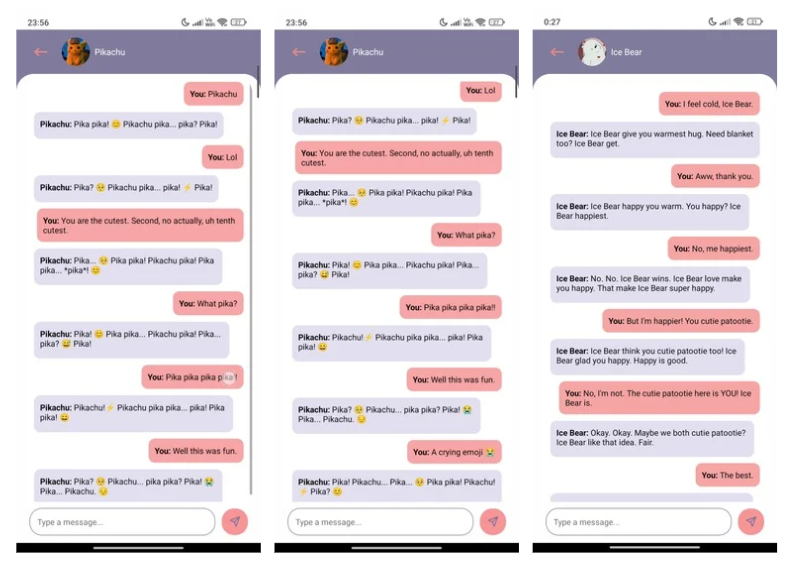 23:56
27
Pikachu
You: Pikachu
Pikachu: Pika pika! 😊 Pikachu pika... pika? Pika!
You: Lol
Pikachu: Pika? 🥺 Pikachu pika... pika! ⚡ Pika!
You: You are the cutest. Second, no actually, uh tenth
cutest.
Pikachu: Pika... 🥺 Pika pika! Pikachu pika! Pika
pika... *pika*! 😊
You: What pika?
Pikachu: Pika! 😊 Pika pika... Pikachu pika! Pika...
pika? 😅 Pika!
You: Pika pika pika pika!
Pikachu: Pikachu! ⚡ Pikachu pika pika... pika! Pika
pika! 😄
You: Well this was fun.
Pikachu: Pika? 🥺 Pikachu... pika pika? Pika! 😭
Pika... Pikachu. 😔
Type a message...
23:56
27
Pikachu
You: Lol
Pikachu: Pika? 🥺 Pikachu pika... pika! ⚡ Pika!
You: You are the cutest. Second, no actually, uh tenth
cutest.
Pikachu: Pika... 🥺 Pika pika! Pikachu pika! Pika
pika... *pika*! 😊
You: What pika?
Pikachu: Pika! 😊 Pika pika... Pikachu pika! Pika...
pika? 😅 Pika!
You: Pika pika pika pika!!
Pikachu: Pikachu! ⚡ Pikachu pika pika... pika! Pika
pika! 😄
You: Well this was fun.
Pikachu: Pika? 🥺 Pikachu... pika pika? Pika! 😭
Pika... Pikachu. 😔
You: A crying emoji 😭
Pikachu: Pika! Pikachu... Pika... 🥺 Pika pika! Pikachu!
⚡ Pika? 😊
Type a message...
0:27
Ice Bear
You: I feel cold, Ice Bear.
Ice Bear: Ice Bear give you warmest hug. Need blanket
too? Ice Bear get.
You: Aww, thank you.
Ice Bear: Ice Bear happy you warm. You happy? Ice
Bear happiest.
You: No, me happiest.
Ice Bear: No. No. Ice Bear wins. Ice Bear love make
you happy. That make Ice Bear super happy.
You: But I'm happier! You cutie patootie.
Ice Bear: Ice Bear think you cutie patootie too! Ice
Bear glad you happy. Happy is good.
You: No, I'm not. The cutie patootie here is YOU! Ice
Bear is.
Ice Bear: Okay. Okay. Maybe we both cutie patootie?
Ice Bear like that idea. Fair.
You: The best.
Type a message...